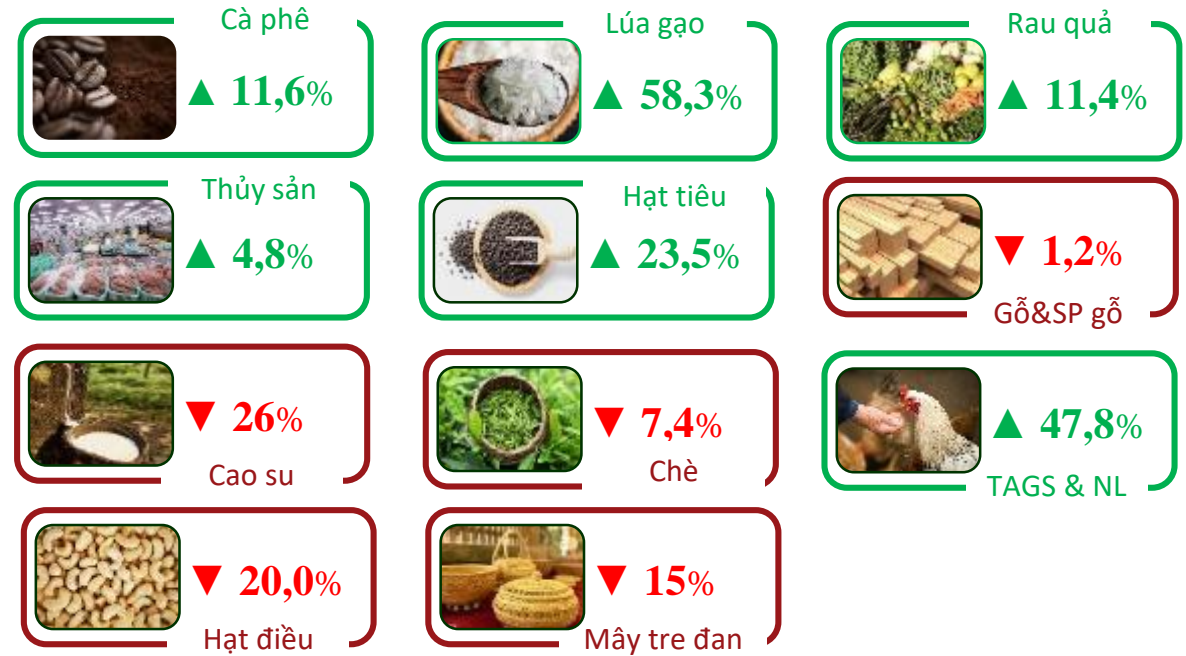 Cà phê
▲ 11,6%
Lúa gạo
▲ 58,3%
Rau quả
▲ 11,4%
Thủy sản
▲ 4,8%
Hạt tiêu
▲ 23,5%
▼ 1,2%
Gỗ&SP gỗ
▼ 26%
Cao su
▼ 7,4%
Chè
▲ 47,8%
TAGS & NL
▼ 20,0%
Hạt điều
▼ 15%
Mây tre đan